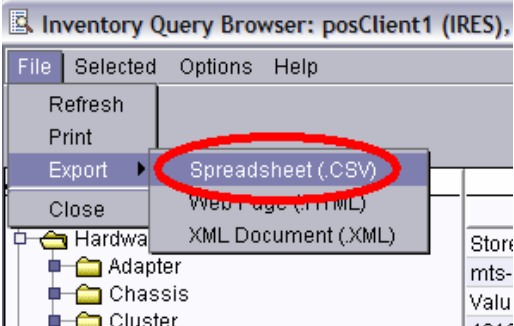 Inventory Query Browser: posClient1 (IRES),
File Selected Options Help
Refresh
Print
Export
Spreadsheet (.CSV)
Web Page (.HTML)
Close
XML Document (.XML)
Hardwa
Store
Adapter
mts-
Chassis
Valu
Cluster